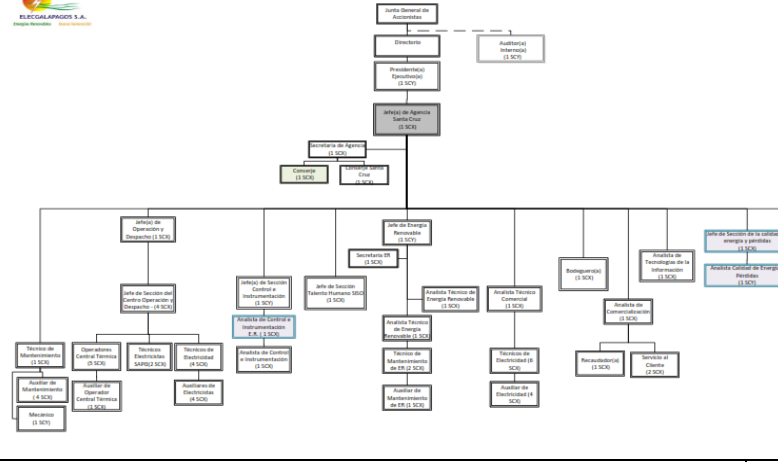 ELECGALAPAGOS S.A.
Energías Renovables
Junta General de
Accionistas
Directorio
Auditor(a)
Interno(a)
(1 SCY)
Presidente(a)
Ejecutivo(a)
(1 SCY)
Jefe(a) de Agencia
Santa Cruz
(1 SCX)
Secretaria de Agencia
(1 SCX)
Conserje
(1 SCX)
Conserje Santa
Cruz
(1 SCX)
Jefe(a) de
Operación y
Despacho (1 SCX)
Jefe de Sección del
Centro Operación y
Despacho - (4 SCX)
Técnico de
Mantenimiento
(1 SCX)
Auxiliar de
Mantenimiento
( 4 SCX)
Mecánico
(1 SCY)
Operadores
Central Térmica
(5 SCX)
Auxiliar de
Operador
Central Térmica
(1 SCX)
Técnicos
Electricistas
SAPD(2 SCX)
Técnicos de
Electricidad
(4 SCX)
Auxiliares de
Electricistas
(4 SCX)
Jefe(a) de Sección
Control e
Instrumentación
(1 SCY)
Analista de Control e
Instrumentación
E.R. ( 1 SCX)
Analista de Control
e Instrumentación
(1 SCX)
Jefe de Sección
Talento Humano SISO
(1 SCX)
Jefe de Energía
Renovable
(1 SCY)
Secretaria ER
(1 SCX)
Analista Técnico de
Energía Renovable
(1 SCX)
Analista Técnico
de Energía
Renovable (1 SCX)
Técnico de
Mantenimiento
de ER (2 SCX)
Auxiliar de
Mantenimiento
de ER (1 SCX)
Analista Técnico
Comercial
(1 SCX)
Técnicos de
Electricidad (6
SCX)
Auxiliar de
Electricidad (4
SCX)
Bodeguero(a)
(1 SCX)
Analista de
Comercialización
(1 SCX)
Recaudador(a)
(1 SCX)
Servicio al
Cliente
(2 SCX)
Analista de
Tecnologías de la
Información
(1 SCX)
Jefe de Sección de la calidad
energía y pérdidas
(1 SCX)
Analista Calidad de Energía
Pérdidas
(1 SCY)